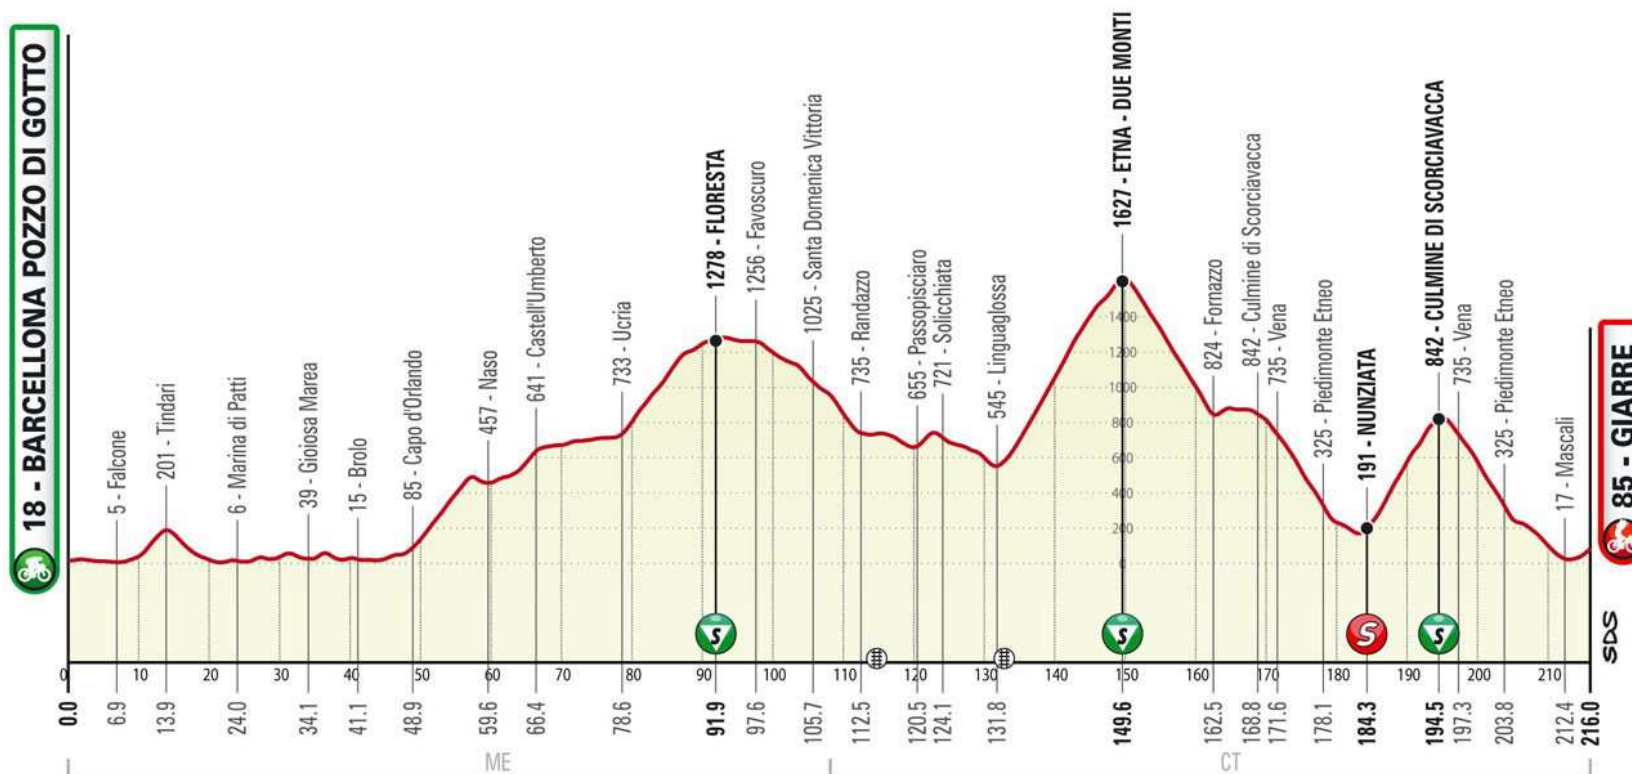 18 - BARCELLONA POZZO DI GOTTO
5 - Falcone
201 - Tindari
6 - Marina di Patti
39 - Gioiosa Marea
15 - Brolo
85 - Capo d'Orlando
457 - Naso
641 - Castell'Umberto
733 - Ucria
1278 - FLORESTA
1256 - Favoscuro
1025 - Santa Domenica Vittoria
735 - Randazzo
655 - Passopisciaro
721 - Solicchiata
545 - Linguaglossa
1627 - ETNA - DUE MONTI
824 - Fornazzo
842 - Culmine di Scorciavacca
735 - Vena
325 - Piedimonte Etneo
191 - NUNZIATA
842 - CULMINE DI SCORCIAVACCA
735 - Vena
325 - Piedimonte Etneo
17 - Mascali
85 - GIARRE
1400
1200
1000
800
600
400
200
0
S
S
S
S
SDS
0 10 20 30 40 50 60 70 80 90 100 110 120 130 140 150 160 170 180 190 200 210
0.0 6.9 13.9 24.0 34.1 41.1 48.9 59.6 66.4 78.6 91.9 97.6 105.7 112.5 120.5 124.1 131.8 149.6 162.5 168.8 171.6 178.1 184.3 194.5 197.3 203.8 212.4 216.0
ME CT